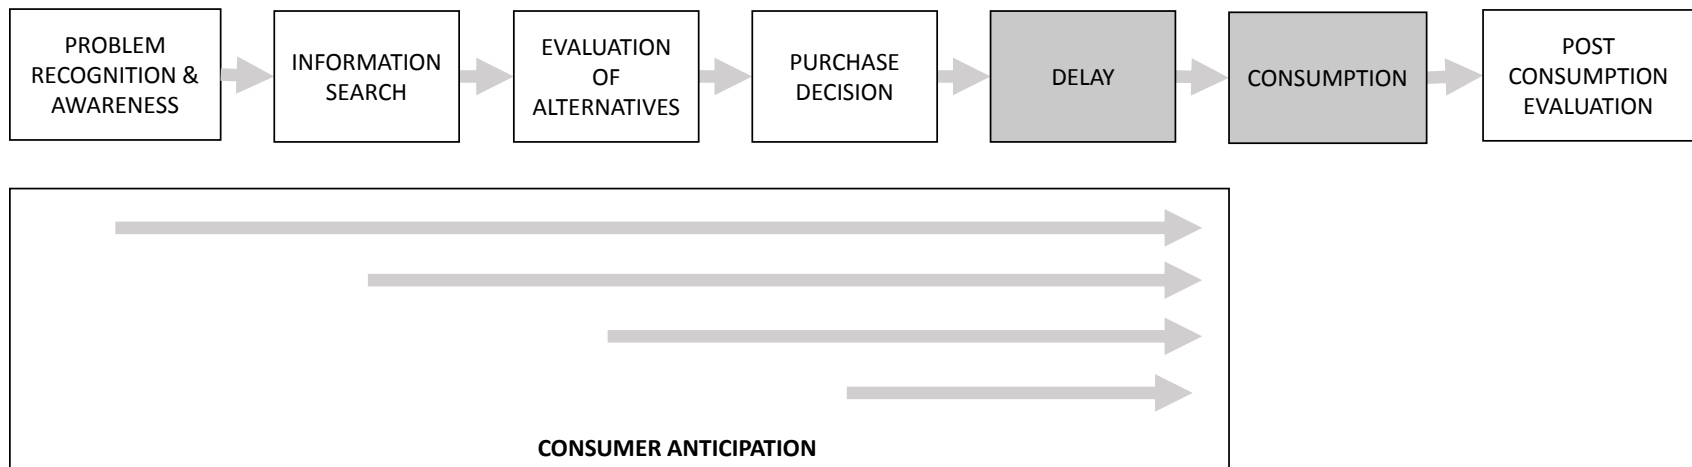 PROBLEM
RECOGNITION &
AWARENESS
INFORMATION
SEARCH
EVALUATION
OF
ALTERNATIVES
PURCHASE
DECISION
DELAY
CONSUMPTION
POST
CONSUMPTION
EVALUATION
CONSUMER ANTICIPATION